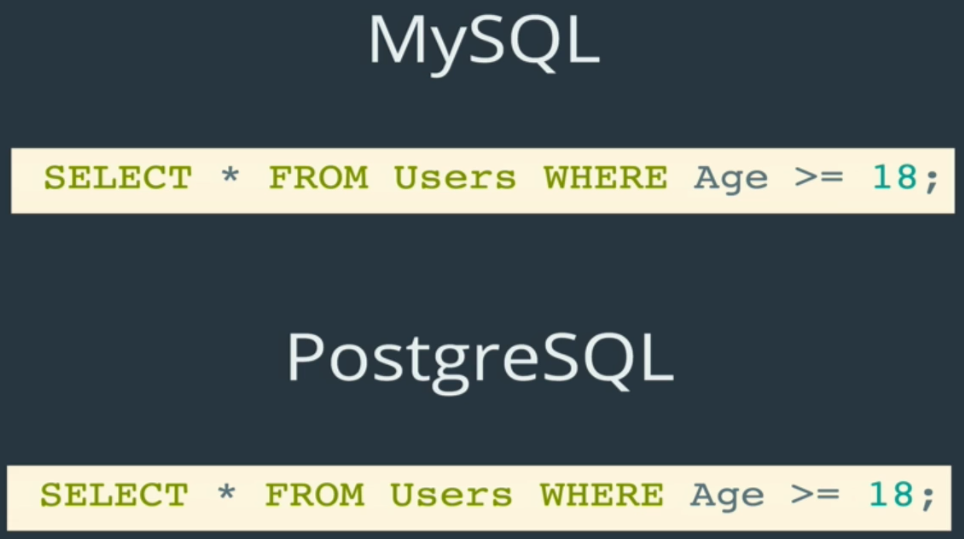 MySQL
SELECT * FROM Users WHERE Age >= 18;
PostgreSQL
SELECT * FROM Users WHERE Age >= 18;